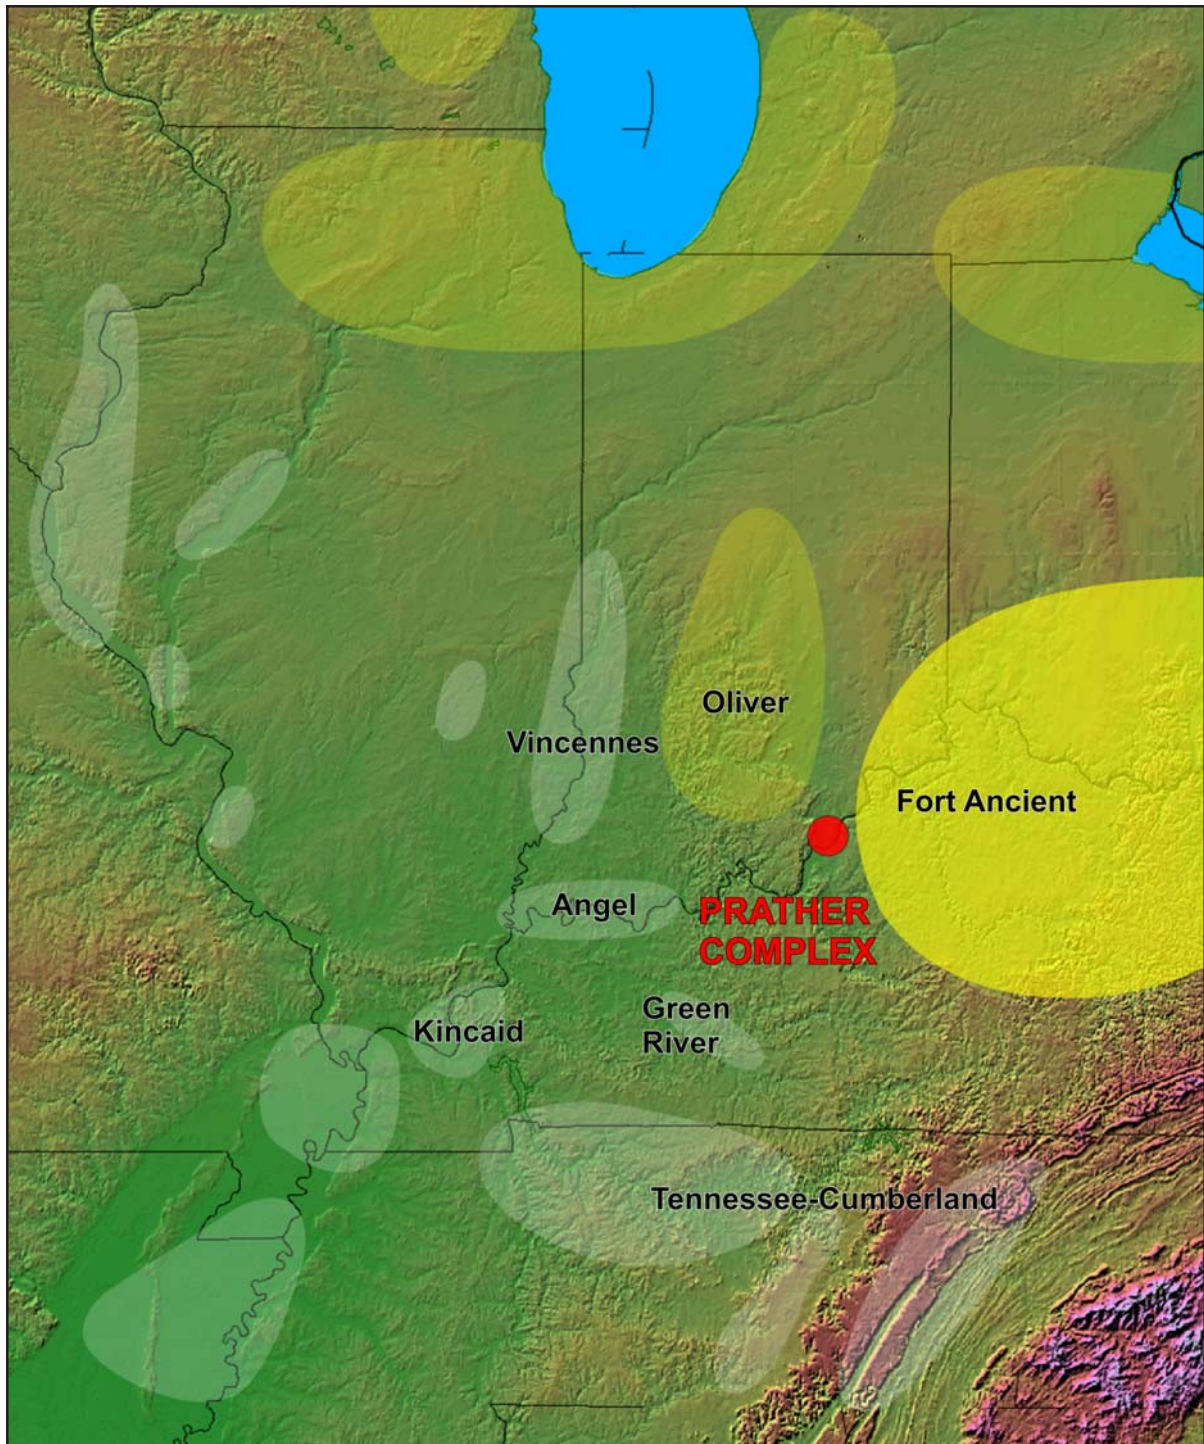 Oliver
Vincennes
Fort Ancient
Angel
PRATHER
COMPLEX
Green
River
Kincaid
Tennessee-Cumberland